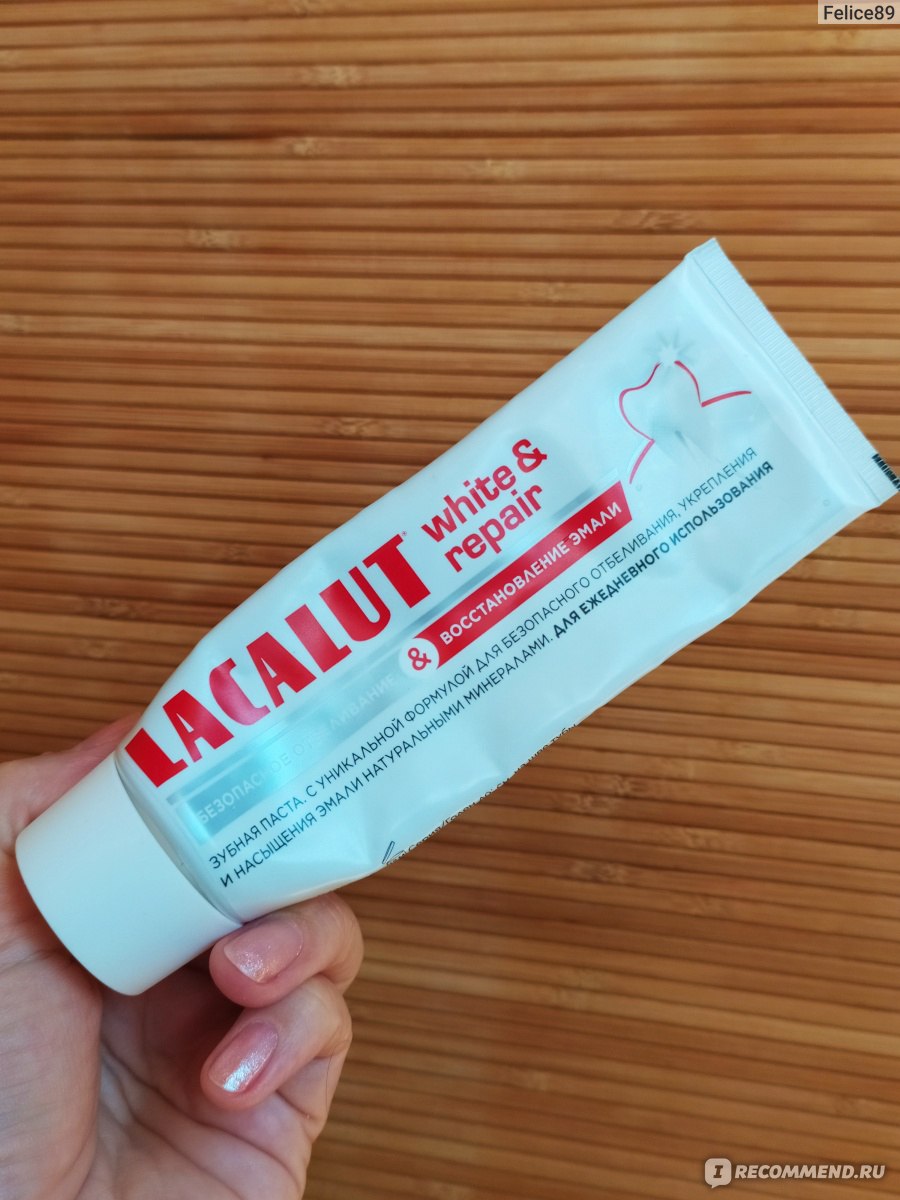 Felice89
LACALUT
white &
repair
БЕЗОПАСНОЕ ОТБЕЛИВАНИЕ
& ВОССТАНОВЛЕНИЕ ЭМАЛИ
ЗУБНАЯ ПАСТА. С УНИКАЛЬНОЙ ФОРМУЛОЙ ДЛЯ БЕЗОПАСНОГО ОТБЕЛИВАНИЯ, УКРЕПЛЕНИЯ
И НАСЫЩЕНИЯ ЭМАЛИ НАТУРАЛЬНЫМИ МИНЕРАЛАМИ. ДЛЯ ЕЖЕДНЕВНОГО ИСПОЛЬЗОВАНИЯ
IRECOMMEND.RU